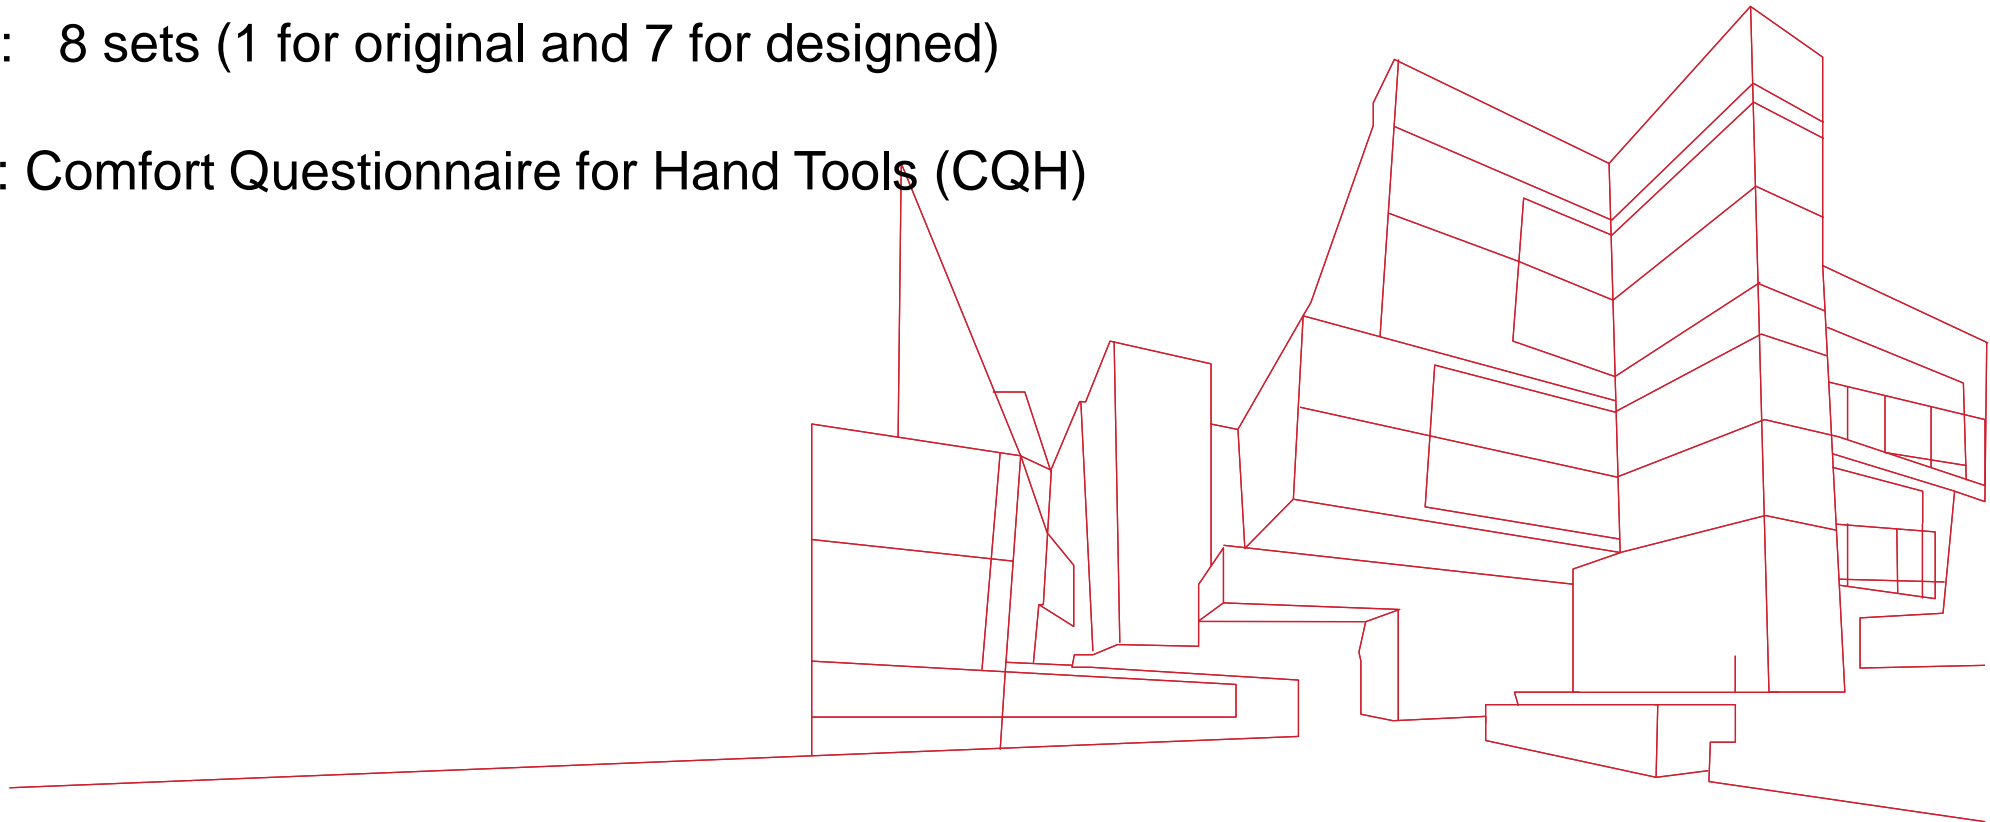 : 8 sets (1 for original and 7 for designed)
: Comfort Questionnaire for Hand Tools (CQH)